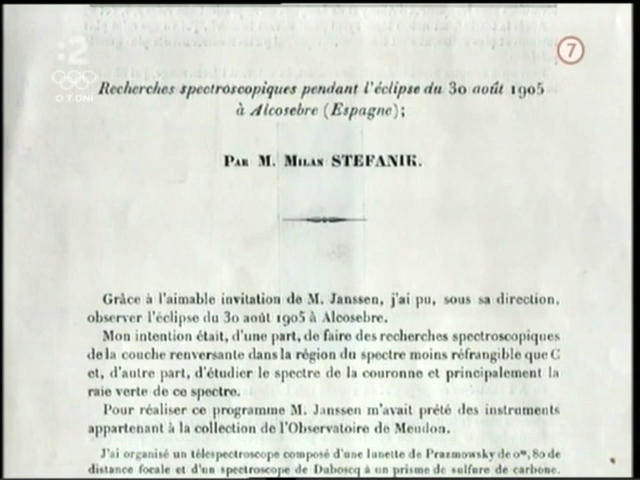 :2
O 7 DNÍ
7
Recherches spectroscopiques pendant l'éclipse du 30 août 1905
à Alcosebre (Espagne);
PAR M. MILAN STEFANIK.
Grâce à l'aimable invitation de M. Janssen, j'ai pu, sous sa direction,
observer l'éclipse du 30 août 1905 à Alcosebre.
Mon intention était, d'une part, de faire des recherches spectroscopiques
de la couche renversante dans la région du spectre moins réfrangible que C
et, d'autre part, d'étudier le spectre de la couronne et principalement la
raie verte de ce spectre.
Pour réaliser ce programme M. Janssen m'avait prêté des instruments
appartenant à la collection de l'Observatoire de Meudon.
J'ai organisé un télespectroscope composé d'une lunette de Prazmowsky de 0m,80 de
distance focale et d'un spectroscope de Duboscq à un prisme de sulfure de carbone.